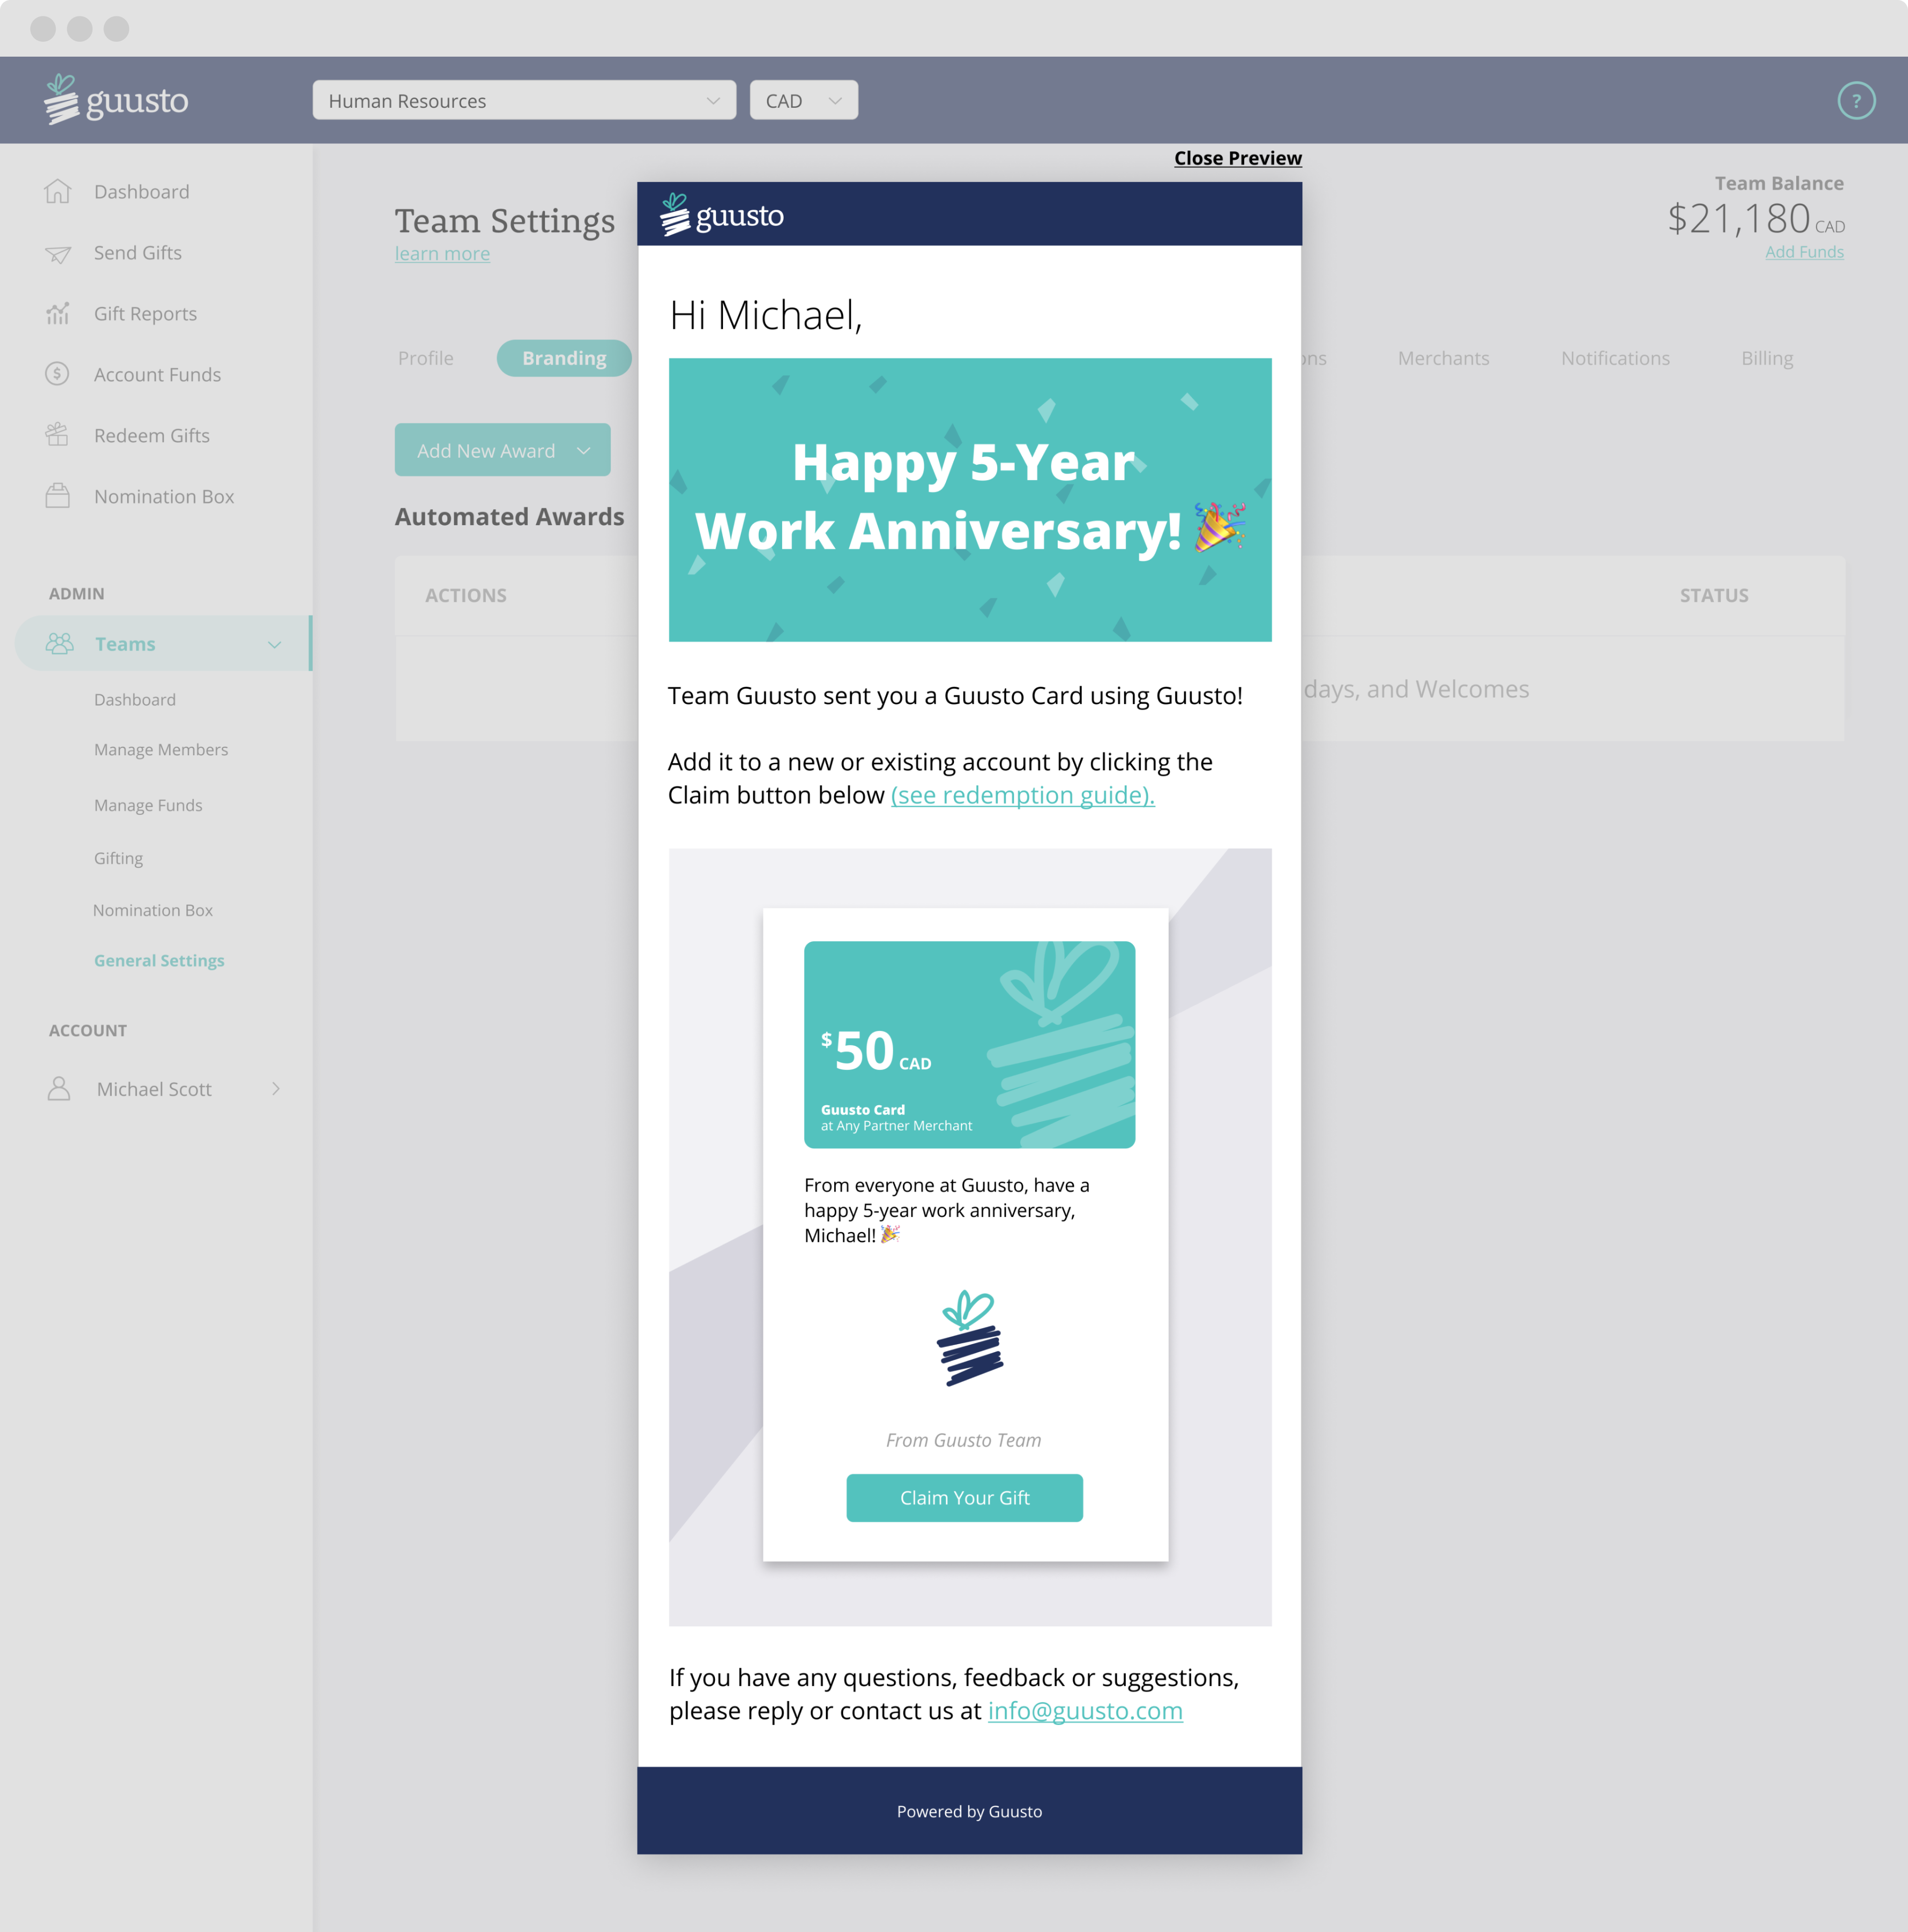 guusto
Human Resources
CAD
?
Close Preview
Dashboard
Send Gifts
Gift Reports
Account Funds
Redeem Gifts
Nomination Box
ADMIN
Teams
Dashboard
Manage Members
Manage Funds
Gifting
Nomination Box
General Settings
ACCOUNT
Michael Scott
Team Settings
learn more
Team Balance
$21,180 CAD
Add Funds
Profile
Branding
Merchants
Notifications
Billing
Add New Award
Automated Awards
ACTIONS
STATUS
days, and Welcomes
guusto
Hi Michael,
Happy 5-Year
Work Anniversary! 🎉
Team Guusto sent you a Guusto Card using Guusto!
Add it to a new or existing account by clicking the
Claim button below (see redemption guide).
$50 CAD
Guusto Card
at Any Partner Merchant
From everyone at Guusto, have a
happy 5-year work anniversary,
Michael! 🎉
From Guusto Team
Claim Your Gift
If you have any questions, feedback or suggestions,
please reply or contact us at info@guusto.com
Powered by Guusto